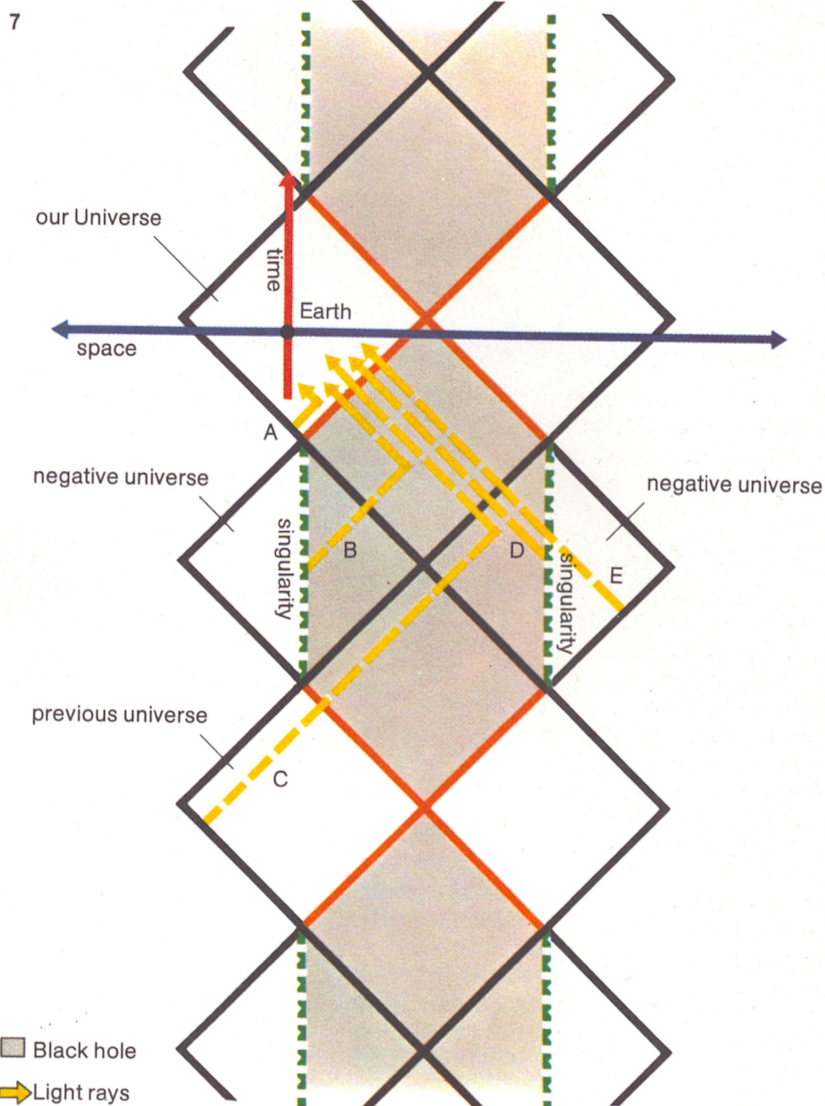 7
our Universe
time
Earth
space
A
negative universe
negative universe
singularity
B
D
singularity
E
previous universe
C
Black hole
Light rays